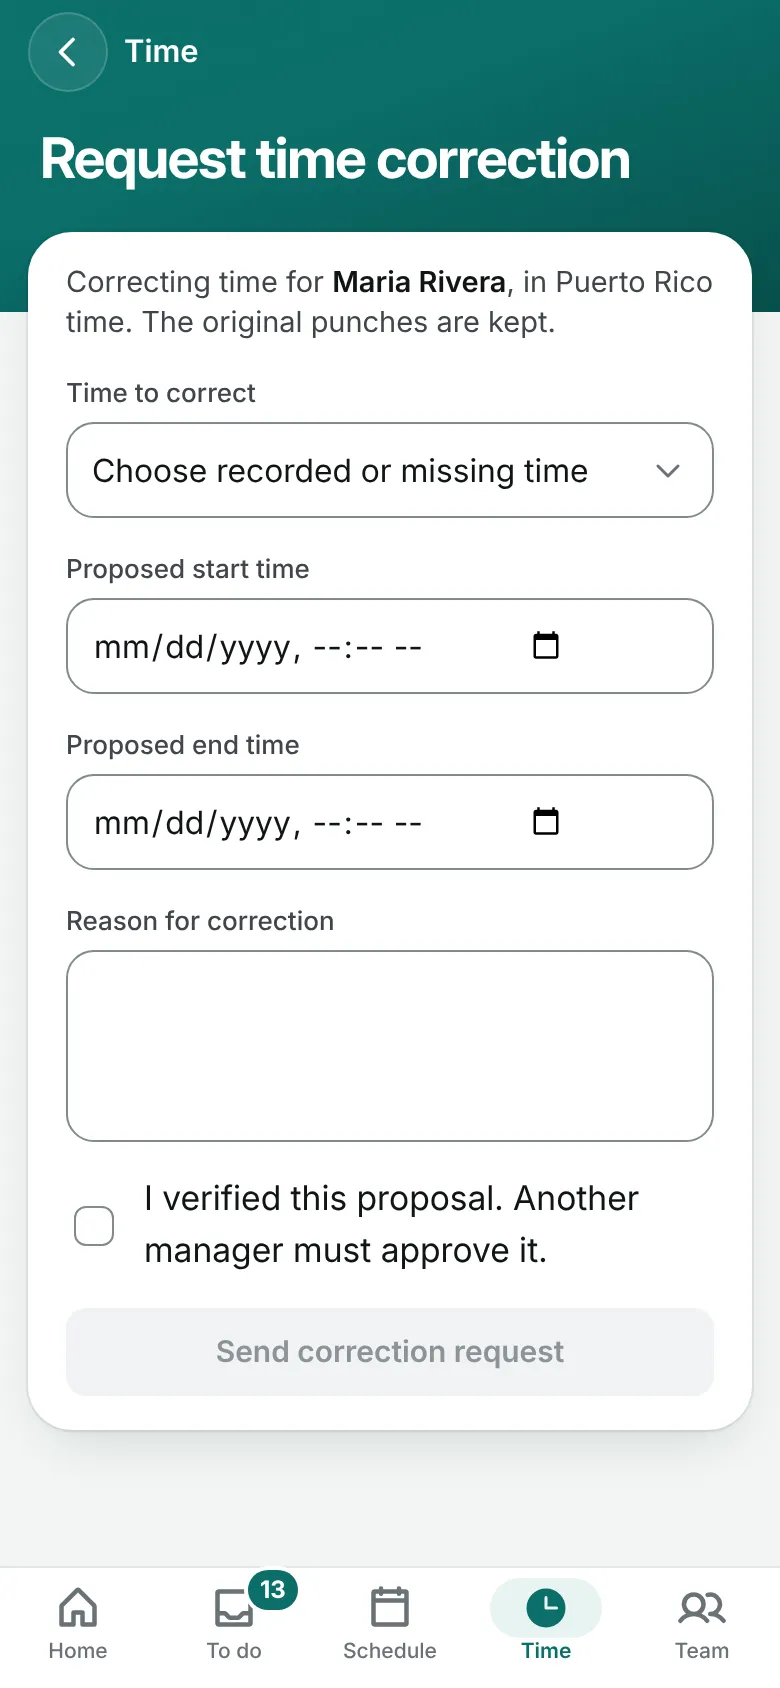 Time
Request time correction
Correcting time for Maria Rivera, in Puerto Rico
time. The original punches are kept.
Time to correct
Choose recorded or missing time
Proposed start time
mm/dd/yyyy, --:-- --
Proposed end time
mm/dd/yyyy, --:-- --
Reason for correction
I verified this proposal. Another
manager must approve it.
Send correction request
13
Home
To do
Schedule
Time
Team